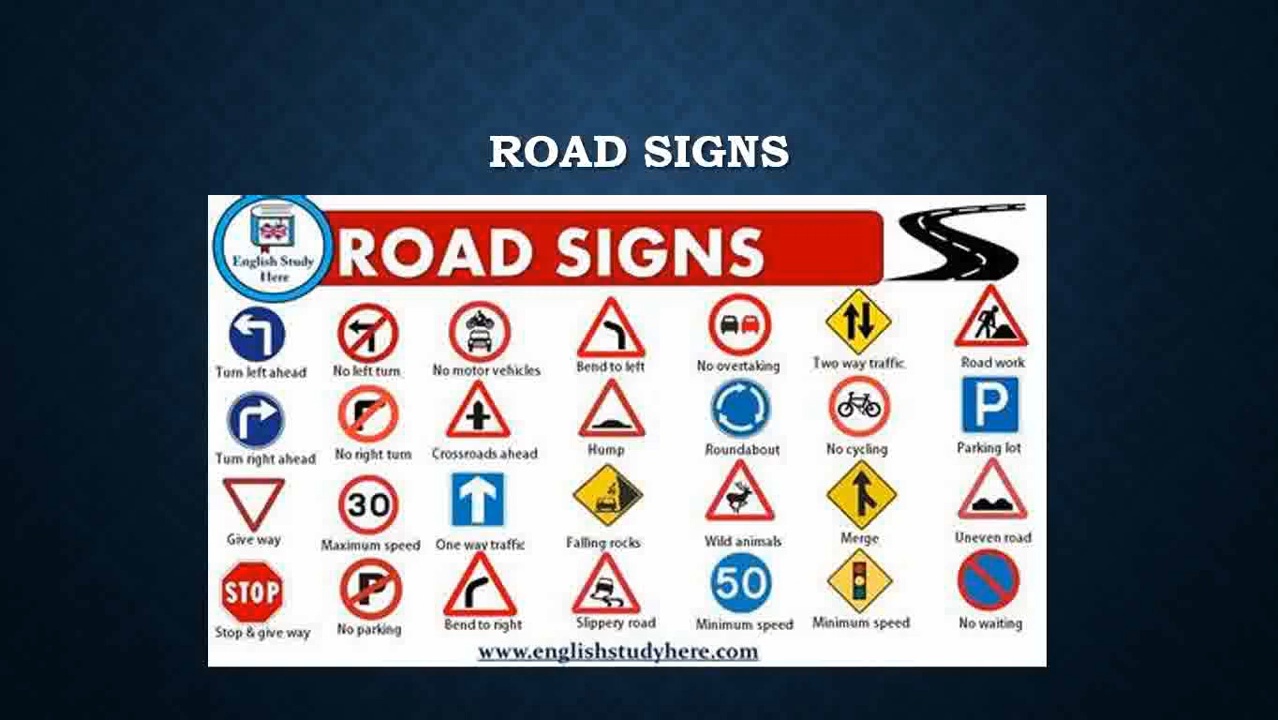 ROAD SIGNS
English Study
Here
ROAD SIGNS
Turn left ahead
No left turn
No motor vehicles
Bend to left
No overtaking
Two way traffic
Road work
P
Turn right ahead
No right turn
Crossroads ahead
Hump
Roundabout
No cycling
Parking lot
30
Give way
Maximum speed
One way traffic
Falling rocks
Wild animals
Merge
Uneven road
STOP
P
50
Stop & give way
No parking
Bend to right
Slippery road
Minimum speed
Minimum speed
No waiting
www.englishstudyhere.com